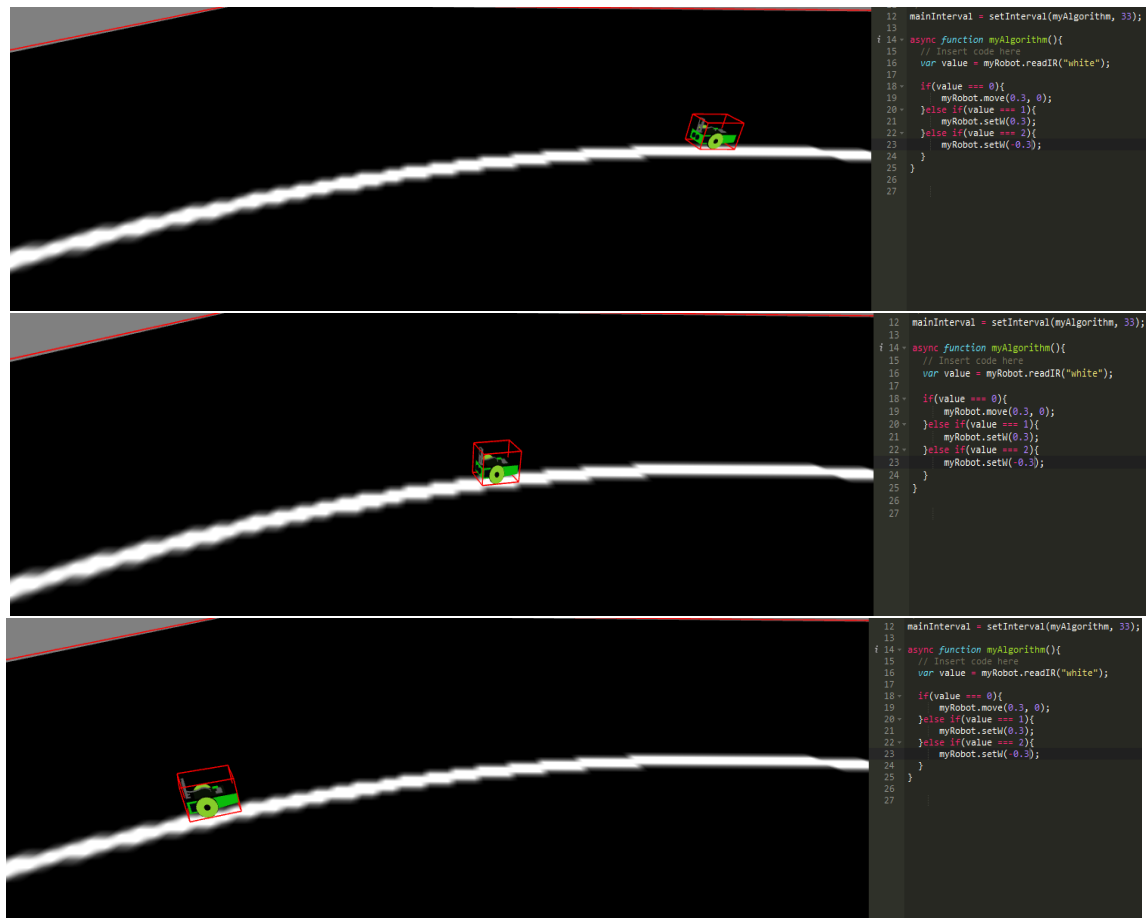 12 mainInterval = setInterval(myAlgorithm, 33);
13
i 14 async function myAlgorithm(){
15 // Insert code here
16 var value = myRobot.readIR("white");
17
18 if(value === 0){
19 myRobot.move(0.3, 0);
20 }else if(value === 1){
21 myRobot.setW(0.3);
22 }else if(value === 2){
23 myRobot.setW(-0.3);
24 }
25 }
26
27
12 mainInterval = setInterval(myAlgorithm, 33);
13
i 14 async function myAlgorithm(){
15 // Insert code here
16 var value = myRobot.readIR("white");
17
18 if(value === 0){
19 myRobot.move(0.3, 0);
20 }else if(value === 1){
21 myRobot.setW(0.3);
22 }else if(value === 2){
23 myRobot.setW(-0.3);
24 }
25 }
26
27
12 mainInterval = setInterval(myAlgorithm, 33);
13
i 14 async function myAlgorithm(){
15 // Insert code here
16 var value = myRobot.readIR("white");
17
18 if(value === 0){
19 myRobot.move(0.3, 0);
20 }else if(value === 1){
21 myRobot.setW(0.3);
22 }else if(value === 2){
23 myRobot.setW(-0.3);
24 }
25 }
26
27